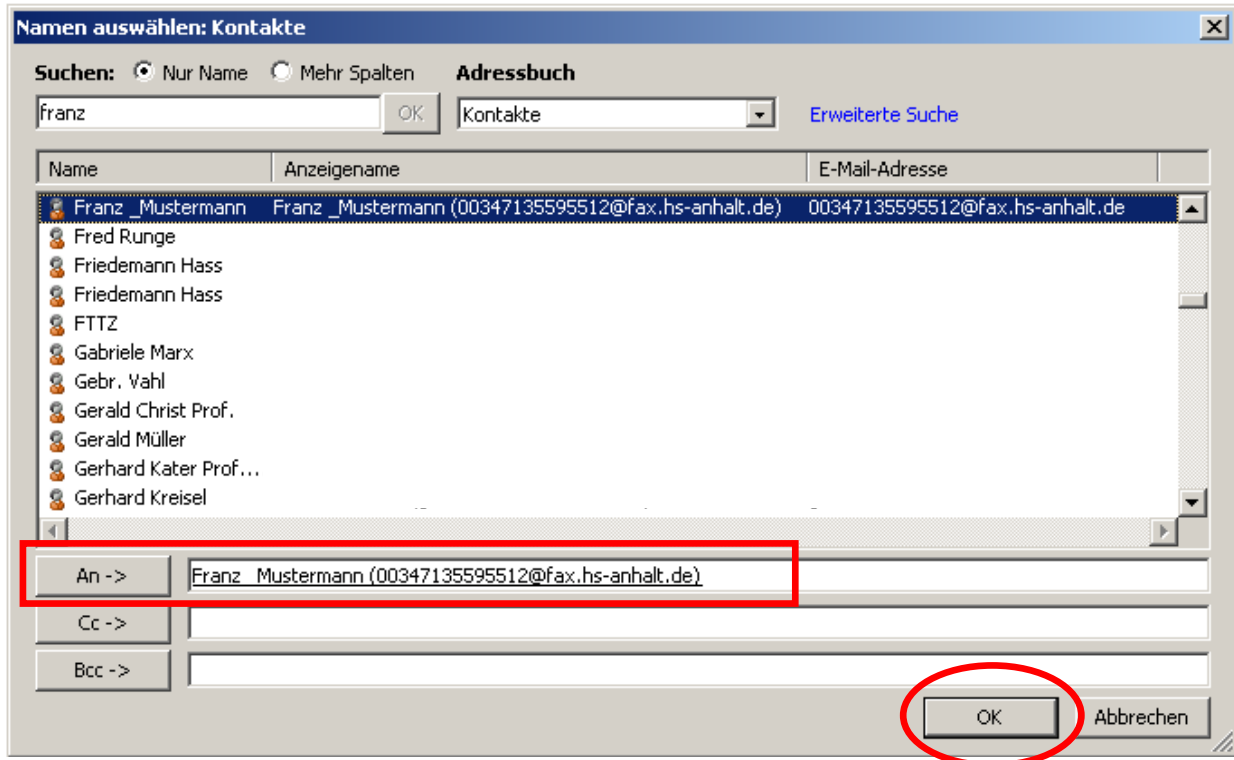 Namen auswählen: Kontakte
Suchen: Nur Name Mehr Spalten Adressbuch
franz OK Kontakte Erweiterte Suche
Name Anzeigename E-Mail-Adresse
Franz _Mustermann Franz _Mustermann (00347135595512@fax.hs-anhalt.de) 00347135595512@fax.hs-anhalt.de
Fred Runge
Friedemann Hass
Friedemann Hass
FTTZ
Gabriele Marx
Gebr. Vahl
Gerald Christ Prof.
Gerald Müller
Gerhard Kater Prof...
Gerhard Kreisel
An -> Franz _Mustermann (00347135595512@fax.hs-anhalt.de)
Cc ->
Bcc ->
OK Abbrechen